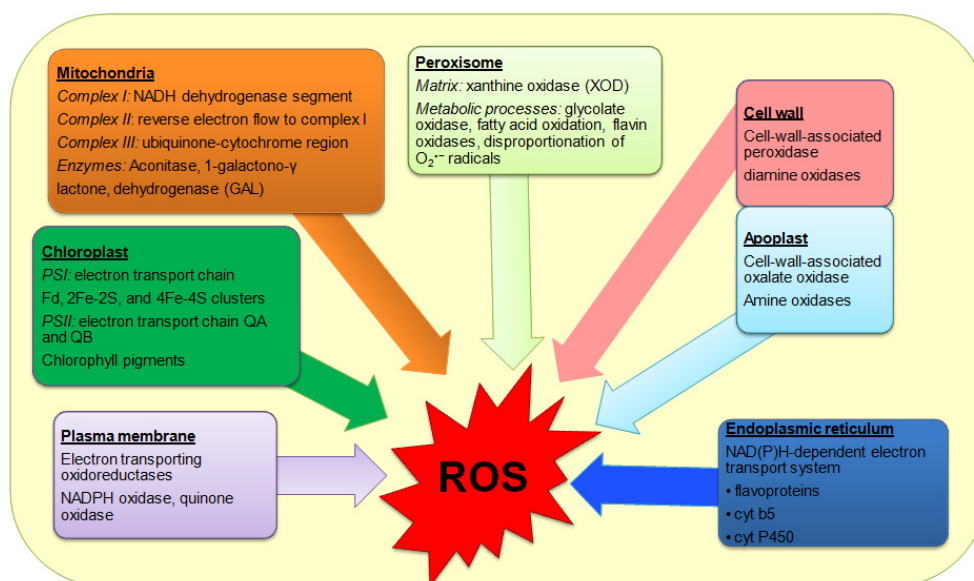 Mitochondria
Complex I: NADH dehydrogenase segment
Complex II: reverse electron flow to complex I
Complex III: ubiquinone-cytochrome region
Enzymes: Aconitase, 1-galactono-γ
lactone, dehydrogenase (GAL)
Peroxisome
Matrix: xanthine oxidase (XOD)
Metabolic processes: glycolate
oxidase, fatty acid oxidation, flavin
oxidases, disproportionation of
O₂•− radicals
Cell wall
Cell-wall-associated
peroxidase
diamine oxidases
Chloroplast
PSI: electron transport chain
Fd, 2Fe-2S, and 4Fe-4S clusters
PSII: electron transport chain QA
and QB
Chlorophyll pigments
Apoplast
Cell-wall-associated
oxalate oxidase
Amine oxidases
Plasma membrane
Electron transporting
oxidoreductases
NADPH oxidase, quinone
oxidase
ROS
Endoplasmic reticulum
NAD(P)H-dependent electron
transport system
• flavoproteins
• cyt b5
• cyt P450